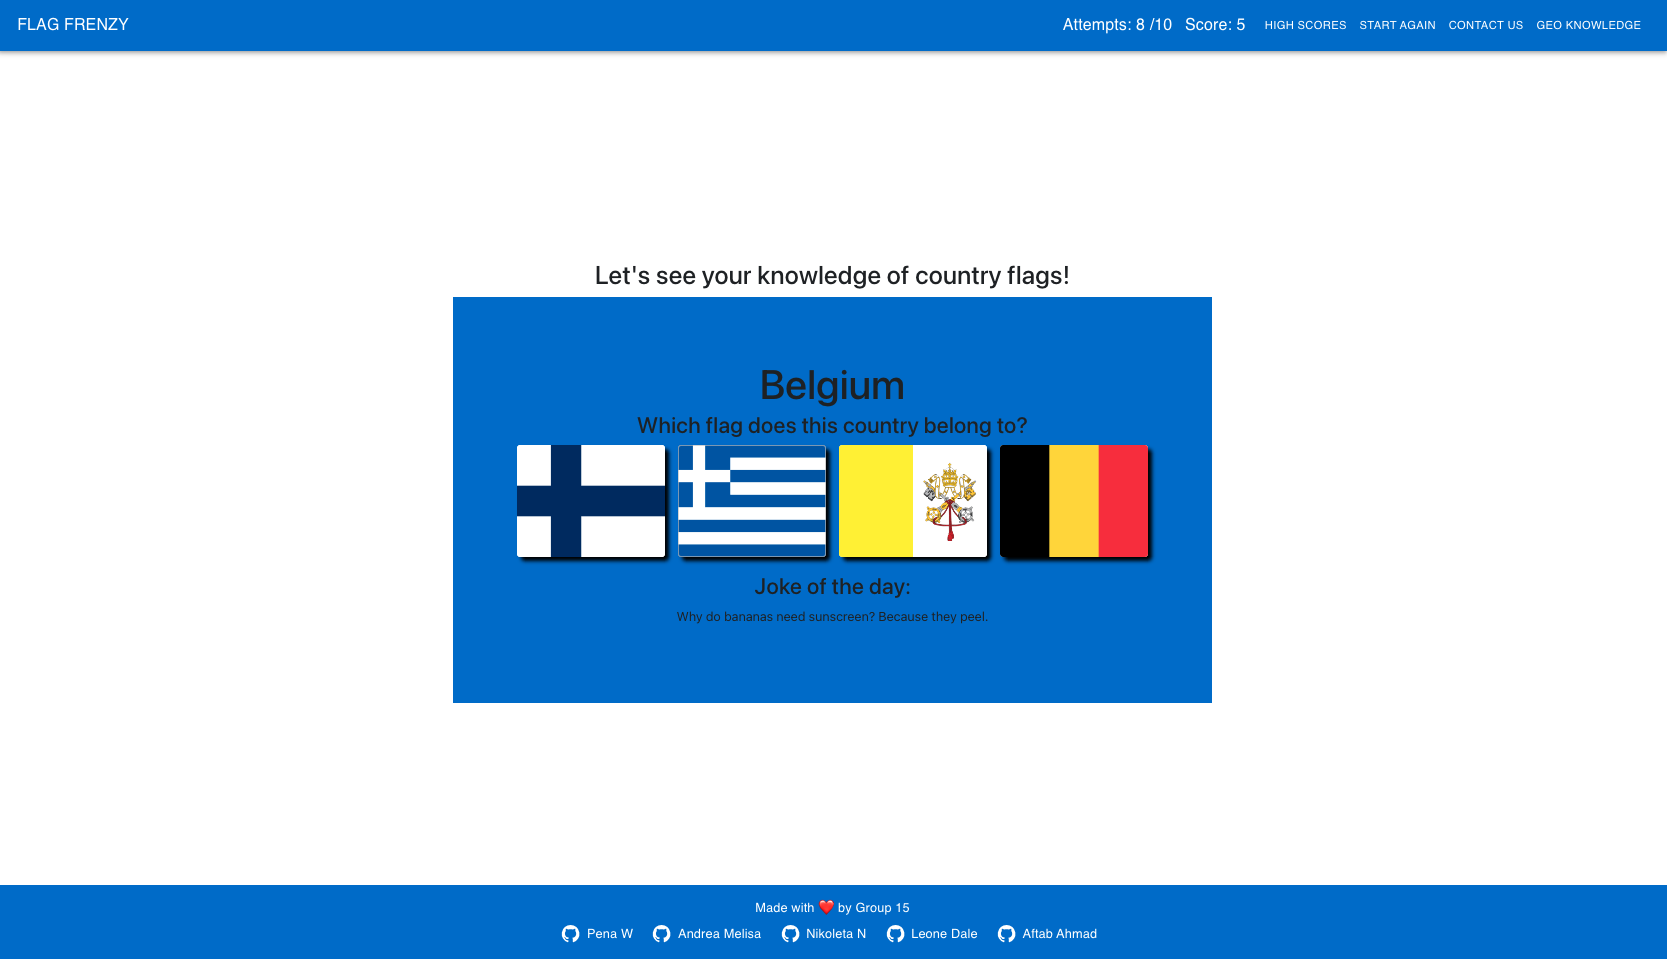 FLAG FRENZY
Attempts: 8 /10 Score: 5 HIGH SCORES START AGAIN CONTACT US GEO KNOWLEDGE
Let's see your knowledge of country flags!
Belgium
Which flag does this country belong to?
Joke of the day:
Why do bananas need sunscreen? Because they peel.
Made with ❤️ by Group 15
Pena W Andrea Melisa Nikoleta N Leone Dale Aftab Ahmad